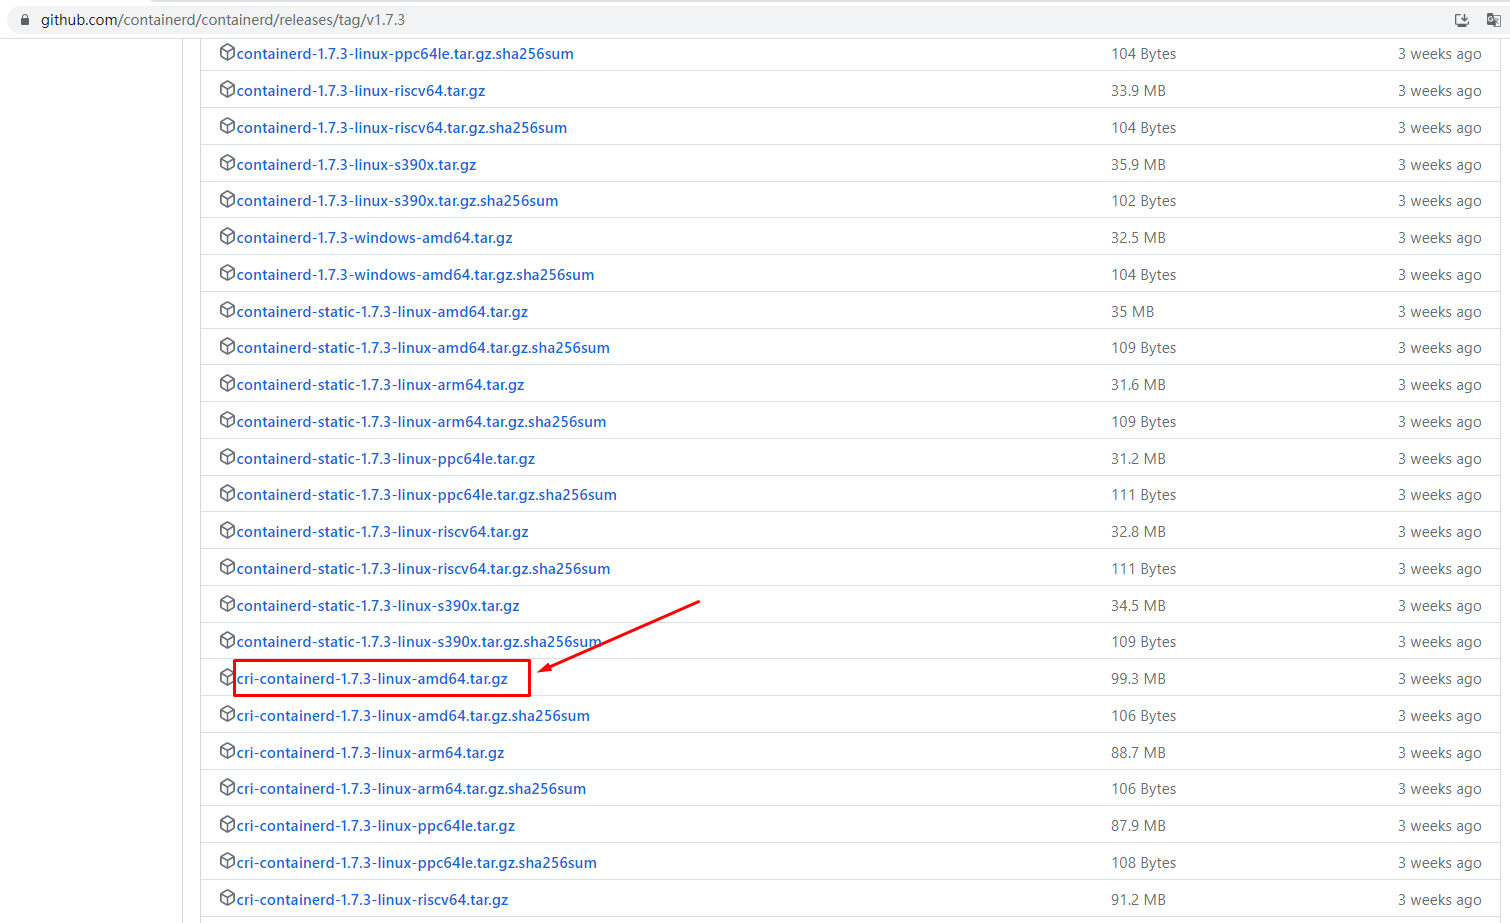 github.com/containerd/containerd/releases/tag/v1.7.3
containerd-1.7.3-linux-ppc64le.tar.gz.sha256sum 104 Bytes 3 weeks ago
containerd-1.7.3-linux-riscv64.tar.gz 33.9 MB 3 weeks ago
containerd-1.7.3-linux-riscv64.tar.gz.sha256sum 104 Bytes 3 weeks ago
containerd-1.7.3-linux-s390x.tar.gz 35.9 MB 3 weeks ago
containerd-1.7.3-linux-s390x.tar.gz.sha256sum 102 Bytes 3 weeks ago
containerd-1.7.3-windows-amd64.tar.gz 32.5 MB 3 weeks ago
containerd-1.7.3-windows-amd64.tar.gz.sha256sum 104 Bytes 3 weeks ago
containerd-static-1.7.3-linux-amd64.tar.gz 35 MB 3 weeks ago
containerd-static-1.7.3-linux-amd64.tar.gz.sha256sum 109 Bytes 3 weeks ago
containerd-static-1.7.3-linux-arm64.tar.gz 31.6 MB 3 weeks ago
containerd-static-1.7.3-linux-arm64.tar.gz.sha256sum 109 Bytes 3 weeks ago
containerd-static-1.7.3-linux-ppc64le.tar.gz 31.2 MB 3 weeks ago
containerd-static-1.7.3-linux-ppc64le.tar.gz.sha256sum 111 Bytes 3 weeks ago
containerd-static-1.7.3-linux-riscv64.tar.gz 32.8 MB 3 weeks ago
containerd-static-1.7.3-linux-riscv64.tar.gz.sha256sum 111 Bytes 3 weeks ago
containerd-static-1.7.3-linux-s390x.tar.gz 34.5 MB 3 weeks ago
containerd-static-1.7.3-linux-s390x.tar.gz.sha256sum 109 Bytes 3 weeks ago
cri-containerd-1.7.3-linux-amd64.tar.gz 99.3 MB 3 weeks ago
cri-containerd-1.7.3-linux-amd64.tar.gz.sha256sum 106 Bytes 3 weeks ago
cri-containerd-1.7.3-linux-arm64.tar.gz 88.7 MB 3 weeks ago
cri-containerd-1.7.3-linux-arm64.tar.gz.sha256sum 106 Bytes 3 weeks ago
cri-containerd-1.7.3-linux-ppc64le.tar.gz 87.9 MB 3 weeks ago
cri-containerd-1.7.3-linux-ppc64le.tar.gz.sha256sum 108 Bytes 3 weeks ago
cri-containerd-1.7.3-linux-riscv64.tar.gz 91.2 MB 3 weeks ago